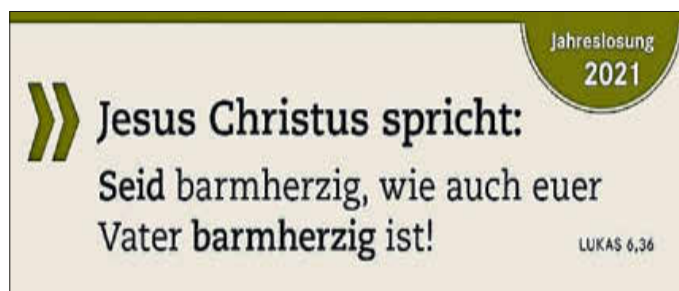 Jahreslosung
2021
Jesus Christus spricht:
Seid barmherzig, wie auch euer
Vater barmherzig ist!
LUKAS 6,36